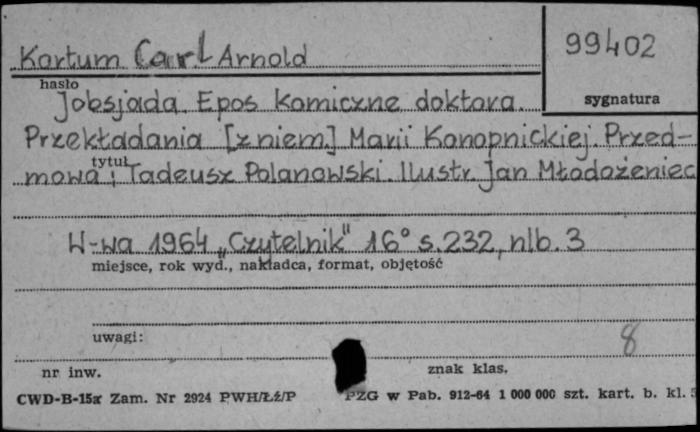 Kortum Carl Arnold
99402
hasło
sygnatura
Jobsjada. Epos komiczne doktora.
Przekładania [z niem.] Marii Konopnickiej. Przed-
tytuł
mowa: Tadeusz Polanowski. Ilustr. Jan Młodożeniec
W-wa 1964 „Czytelnik" 16° s. 232, nlb. 3
miejsce, rok wyd., nakładca, format, objętość
uwagi:
8
nr inw.
znak klas.
CWD-B-15a Zam. Nr 2924 PWH/Łż/P
PZG w Pab. 912-64 1 000 000 szt. kart. b. kl.